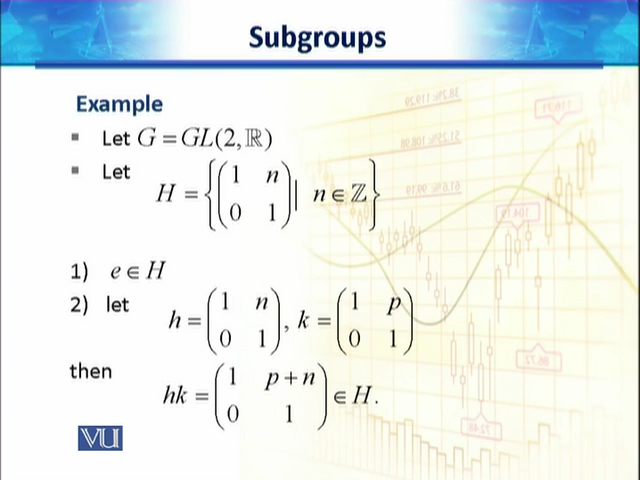 Subgroups
Example
▪ Let G = GL(2, ℝ)
▪ Let H = { ( 1 n ; 0 1 ) | n ∈ ℤ }
1) e ∈ H
2) let h = ( 1 n ; 0 1 ), k = ( 1 p ; 0 1 )
then hk = ( 1 p + n ; 0 1 ) ∈ H.
VU